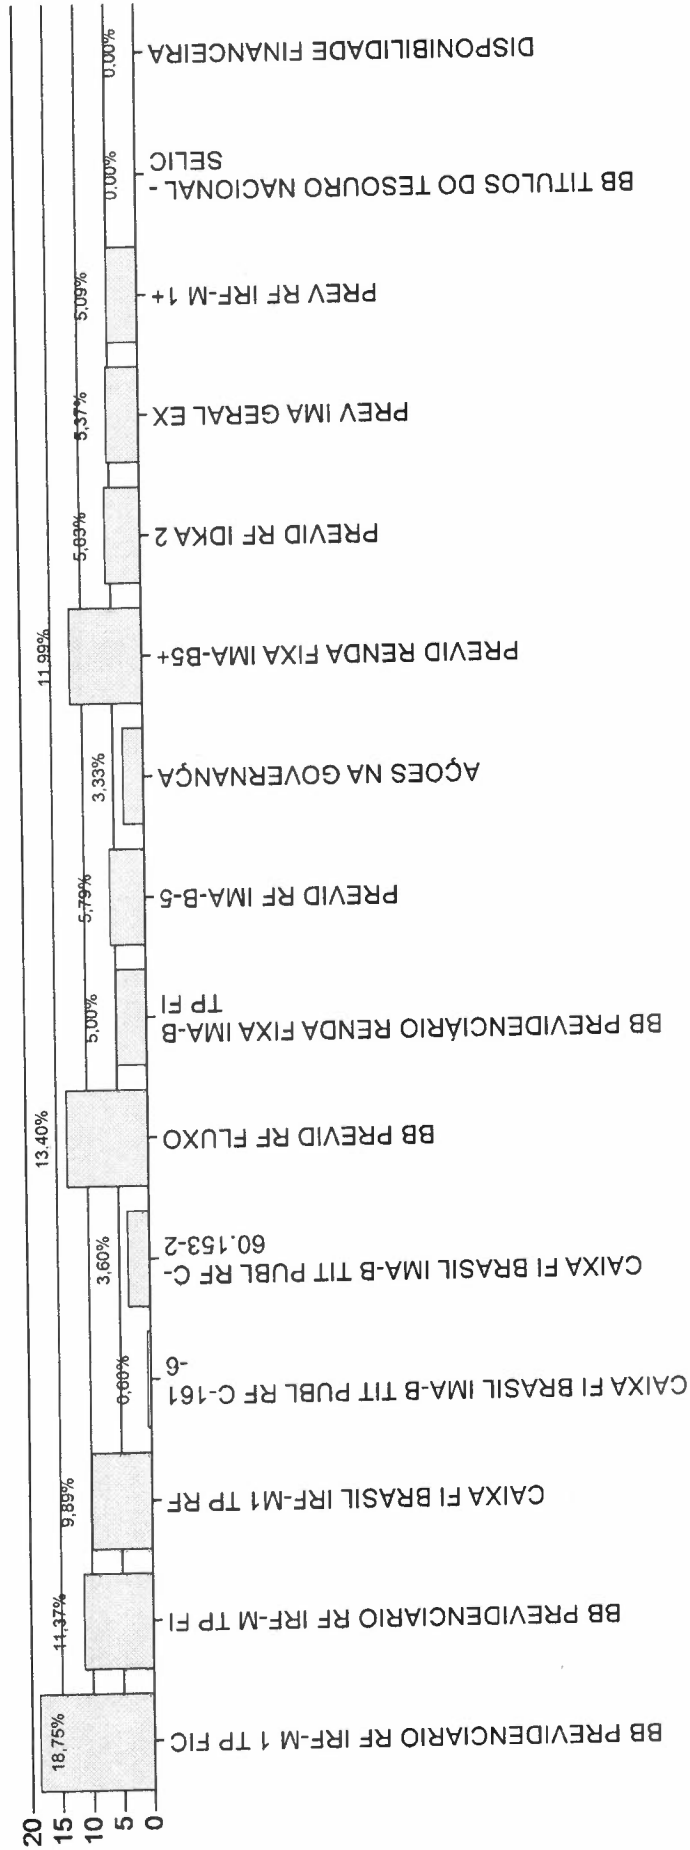 20
15
10
5
0
18,75%
11,37%
9,89%
0,60%
3,60%
13,40%
5,00%
5,79%
3,33%
11,99%
5,83%
5,37%
5,09%
0,00%
0,00%
BB PREVIDENCIARIO RF IRF-M 1 TP FIC
BB PREVIDENCIARIO RF IRF-M TP FI
CAIXA FI BRASIL IRF-M1 TP RF
CAIXA FI BRASIL IMA-B TIT PUBL RF C-161
-6
CAIXA FI BRASIL IMA-B TIT PUBL RF C-
60.153-2
BB PREVID RF FLUXO
BB PREVIDENCIÁRIO RENDA FIXA IMA-B
TP FI
PREVID RF IMA-B-5
AÇOES NA GOVERNANÇA
PREVID RENDA FIXA IMA-B5+
PREVID RF IDKA 2
PREV IMA GERAL EX
PREV RF IRF-M 1+
BB TITULOS DO TESOURO NACIONAL -
SELIC
DISPONIBILIDADE FINANCEIRA